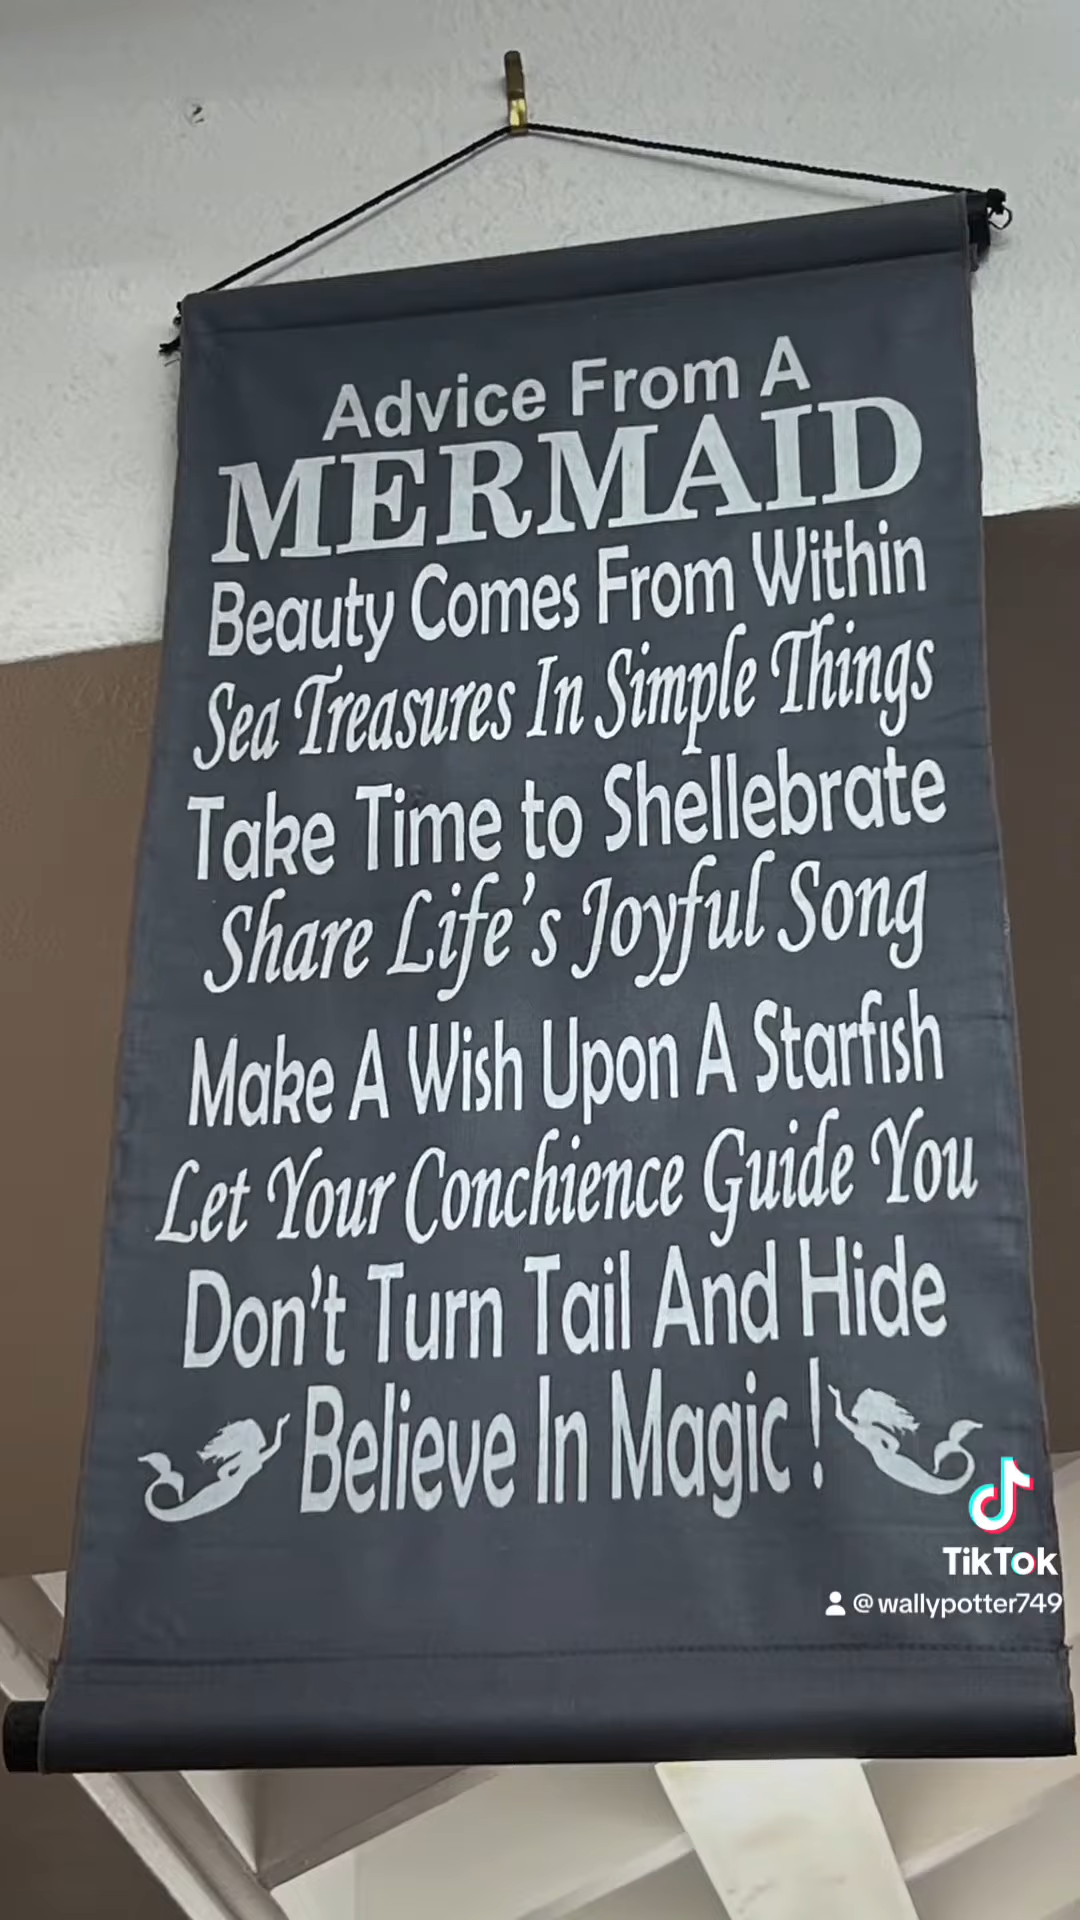 Advice From A
MERMAID
Beauty Comes From Within
Sea Treasures In Simple Things
Take Time to Shellebrate
Share Life's Joyful Song
Make A Wish Upon A Starfish
Let Your Conchience Guide You
Don't Turn Tail And Hide
Believe In Magic !
TikTok
@wallypotter749